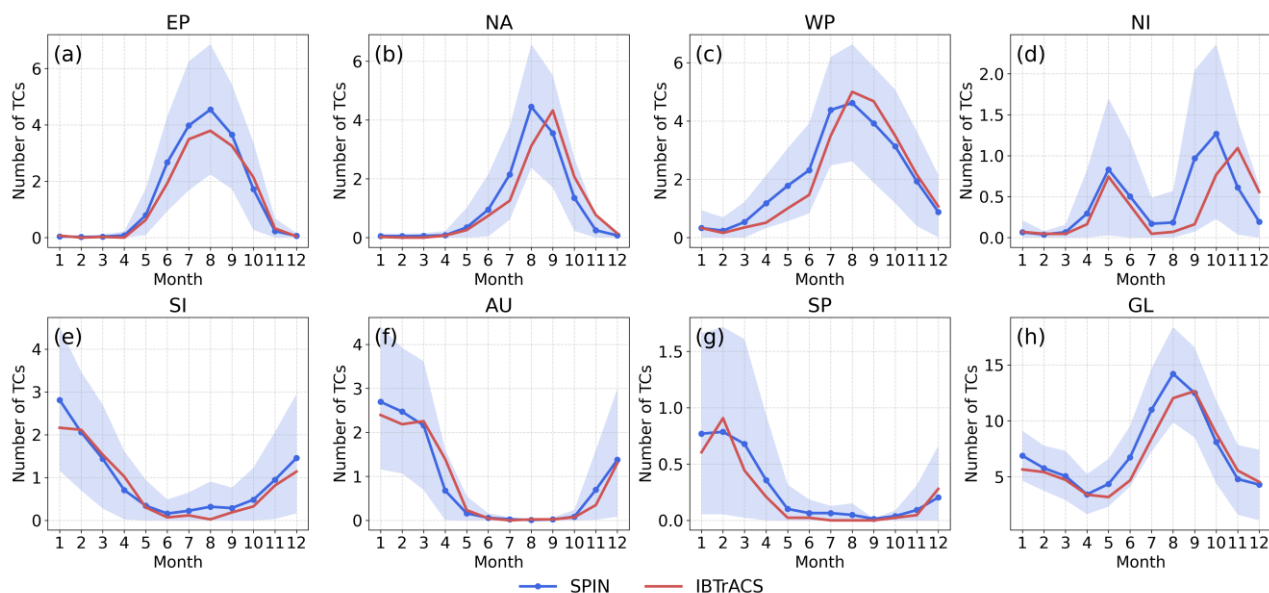 EP
NA
WP
NI
(a)
(b)
(c)
(d)
Number of TCs
6
4
2
0
Number of TCs
6
4
2
0
Number of TCs
6
4
2
0
Number of TCs
2.0
1.5
1.0
0.5
0.0
1 2 3 4 5 6 7 8 9 10 11 12
1 2 3 4 5 6 7 8 9 10 11 12
1 2 3 4 5 6 7 8 9 10 11 12
1 2 3 4 5 6 7 8 9 10 11 12
Month
Month
Month
Month
SI
AU
SP
GL
(e)
(f)
(g)
(h)
Number of TCs
4
3
2
1
0
Number of TCs
4
3
2
1
0
Number of TCs
1.5
1.0
0.5
0.0
Number of TCs
15
10
5
1 2 3 4 5 6 7 8 9 10 11 12
1 2 3 4 5 6 7 8 9 10 11 12
1 2 3 4 5 6 7 8 9 10 11 12
1 2 3 4 5 6 7 8 9 10 11 12
Month
Month
Month
Month
SPIN
IBTrACS